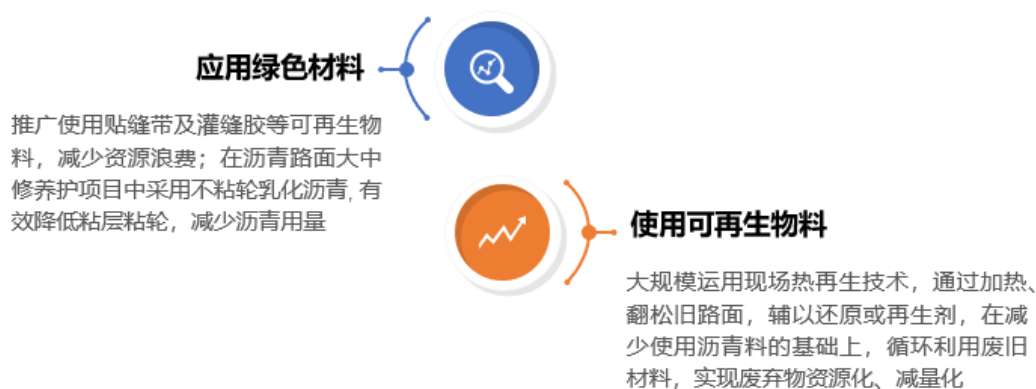 应用绿色材料
推广使用贴缝带及灌缝胶等可再生物
料，减少资源浪费；在沥青路面大中
修养护项目中采用不粘轮乳化沥青,有
效降低粘层粘轮，减少沥青用量
使用可再生物料
大规模运用现场热再生技术，通过加热、
翻松旧路面，辅以还原或再生剂，在减
少使用沥青料的基础上，循环利用废旧
材料，实现废弃物资源化、减量化